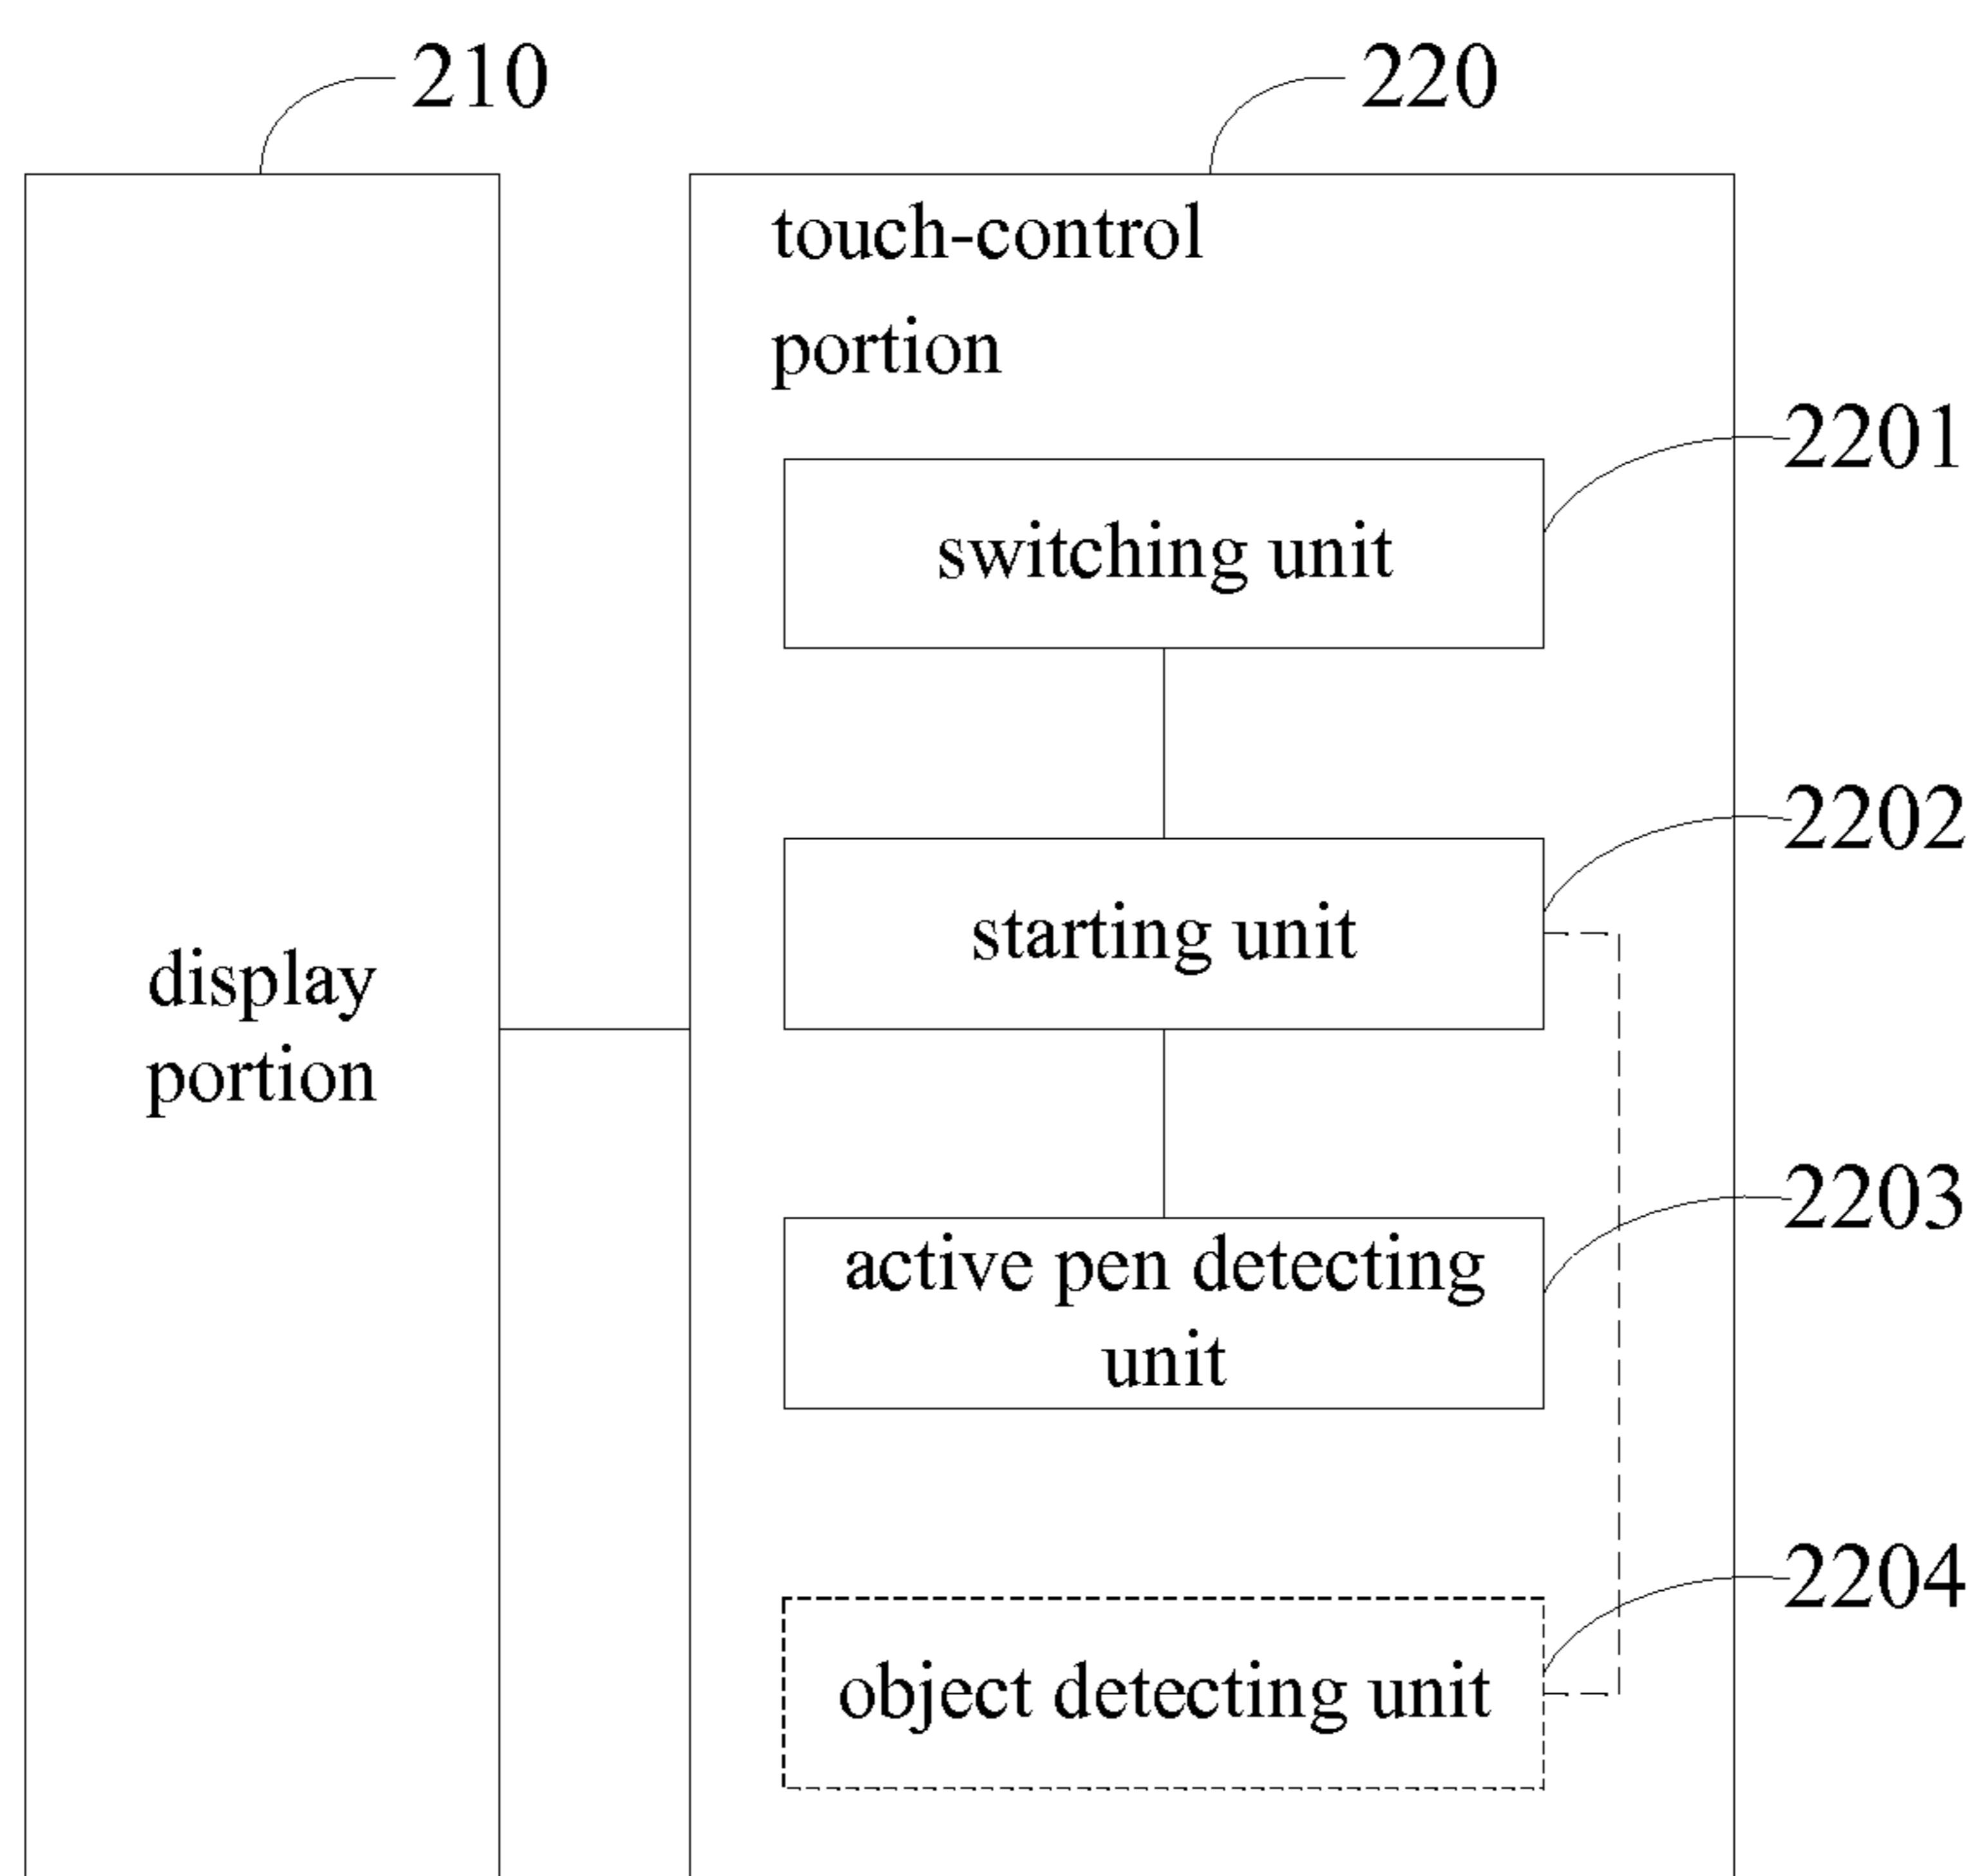 210
220
touch-control
portion
2201
switching unit
2202
starting unit
display
portion
2203
active pen detecting
unit
2204
object detecting unit